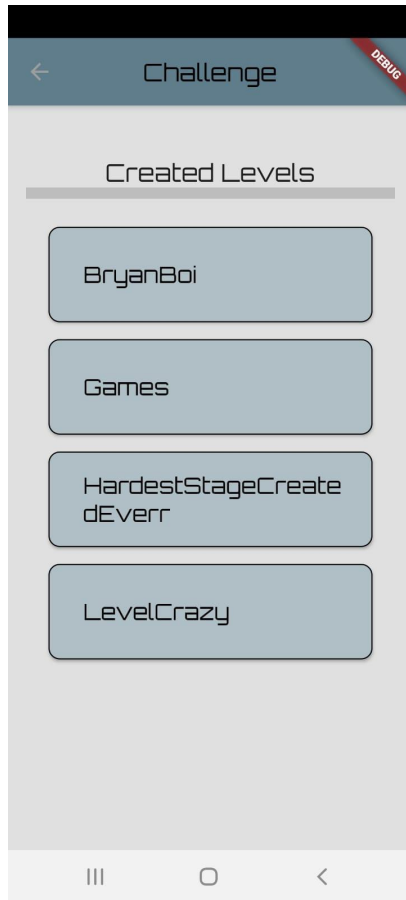 Challenge
DEBUG
Created Levels
BryanBoi
Games
HardestStageCreate
dEverr
LevelCrazy